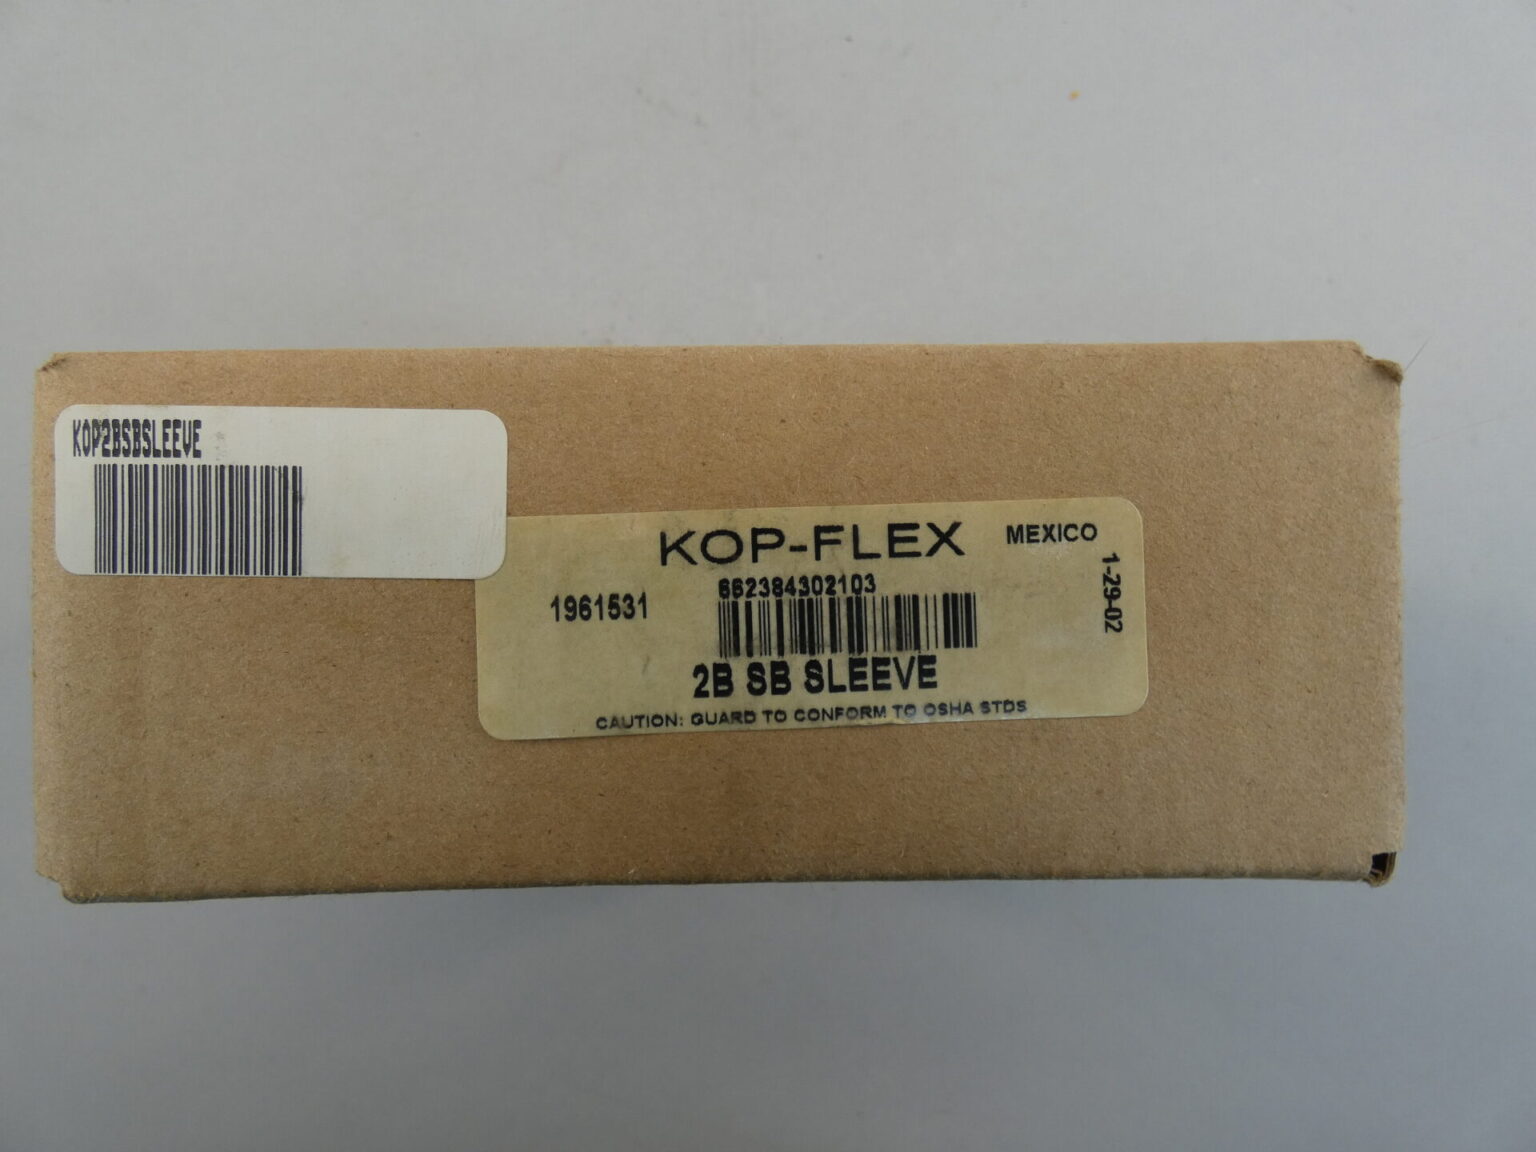 KOP2BSBSLEEVE
KOP-FLEX
MEXICO
1-29-02
662384302103
1961531
2B SB SLEEVE
CAUTION: GUARD TO CONFORM TO OSHA STDS